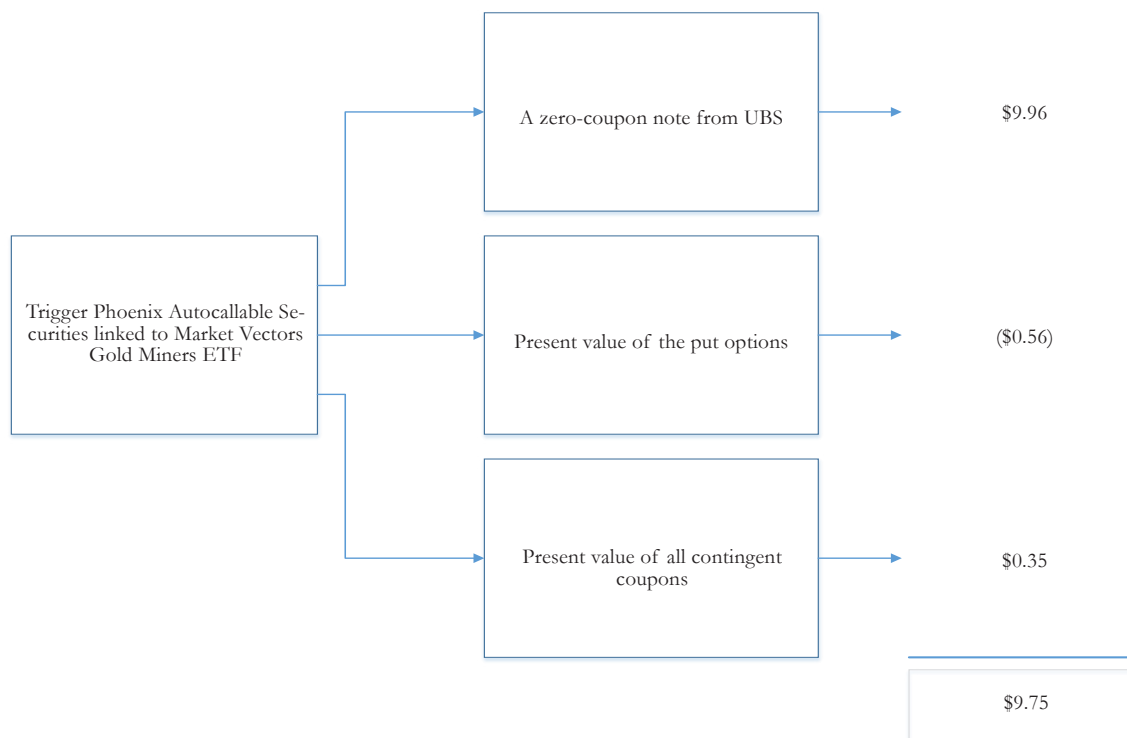 A zero-coupon note from UBS
$9.96
Trigger Phoenix Autocallable Se-
curities linked to Market Vectors
Gold Miners ETF
Present value of the put options
($0.56)
Present value of all contingent
coupons
$0.35
$9.75